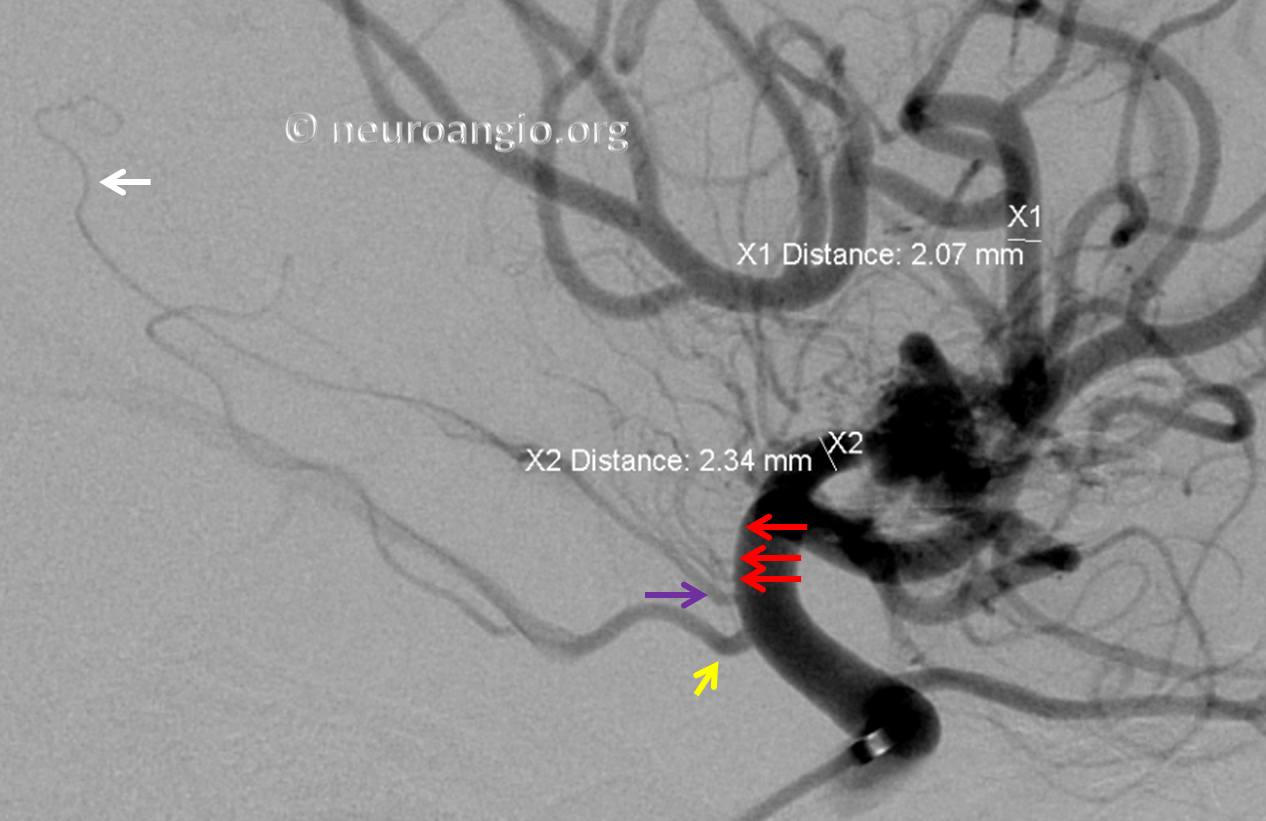 © neuroangio.org
X1
X1 Distance: 2.07 mm
X2
X2 Distance: 2.34 mm